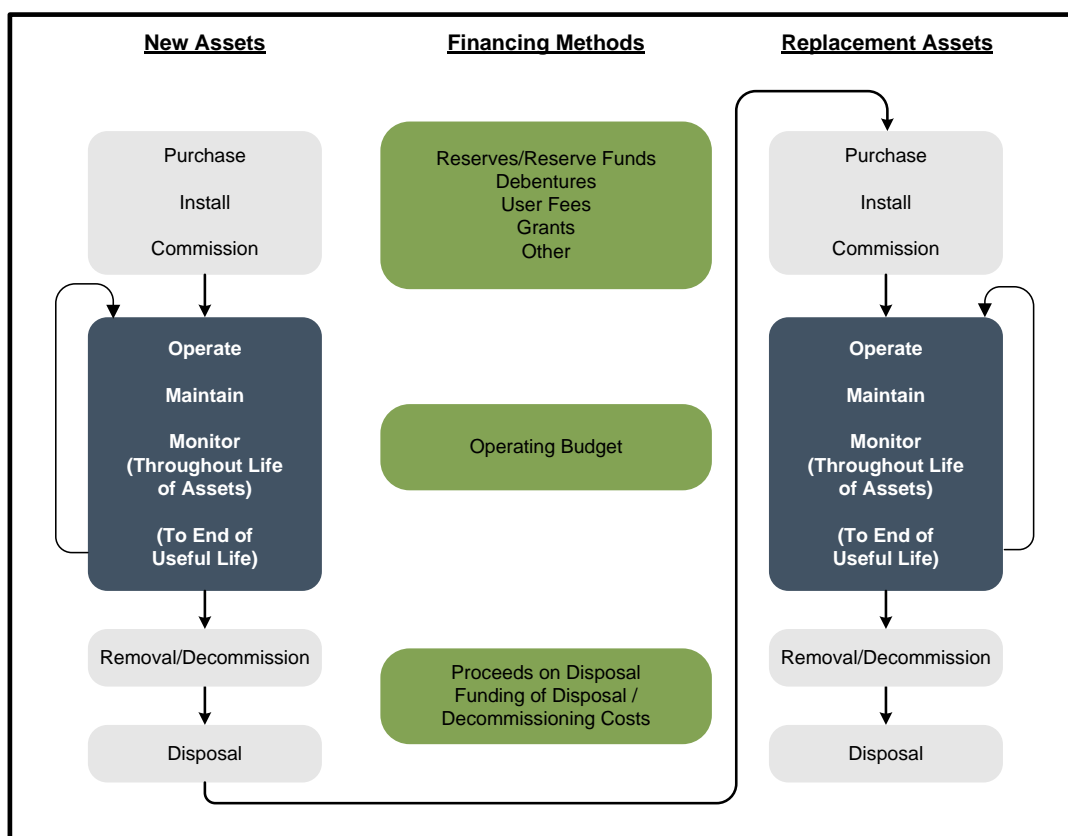 New Assets
Financing Methods
Replacement Assets
Purchase
Install
Commission
Operate
Maintain
Monitor
(Throughout Life
of Assets)
(To End of
Useful Life)
Removal/Decommission
Disposal
Reserves/Reserve Funds
Debentures
User Fees
Grants
Other
Operating Budget
Proceeds on Disposal
Funding of Disposal /
Decommissioning Costs
Purchase
Install
Commission
Operate
Maintain
Monitor
(Throughout Life
of Assets)
(To End of
Useful Life)
Removal/Decommission
Disposal